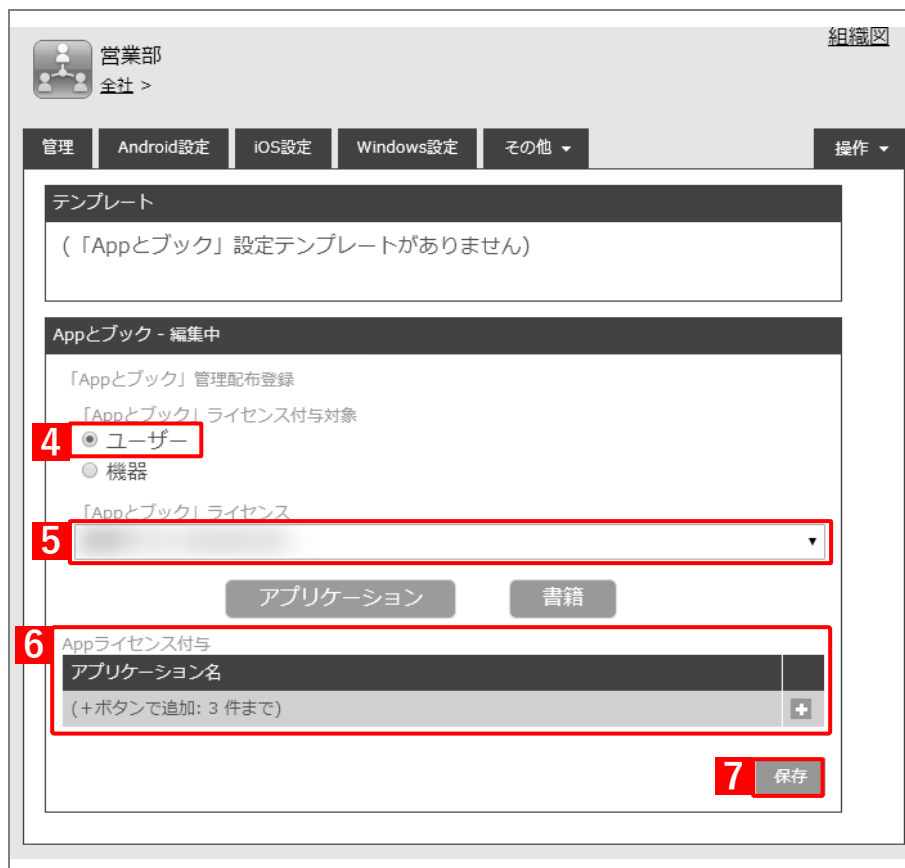 組織図
営業部
全社 >
管理 Android設定 iOS設定 Windows設定 その他 ▼ 操作 ▼
テンプレート
(「Appとブック」設定テンプレートがありません)
Appとブック - 編集中
「Appとブック」管理配布登録
「Appとブック」ライセンス付与対象
4 ユーザー
機器
「Appとブック」ライセンス
5
アプリケーション 書籍
6 Appライセンス付与
アプリケーション名
(+ボタンで追加: 3 件まで)
7 保存